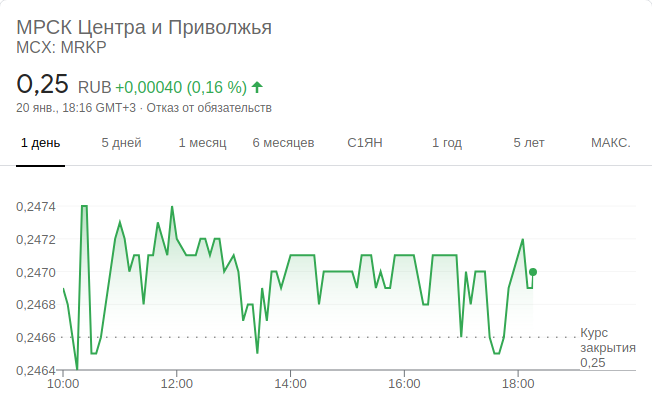 МРСК Центра и Приволжья
MCX: MRKP
0,25 RUB +0,00040 (0,16 %)
20 янв., 18:16 GMT+3 · Отказ от обязательств
1 день 5 дней 1 месяц 6 месяцев С1ЯН 1 год 5 лет МАКС.
0,2474
0,2472
0,2470
0,2468
0,2466
0,2464
Курс
закрытия
0,25
10:00 12:00 14:00 16:00 18:00